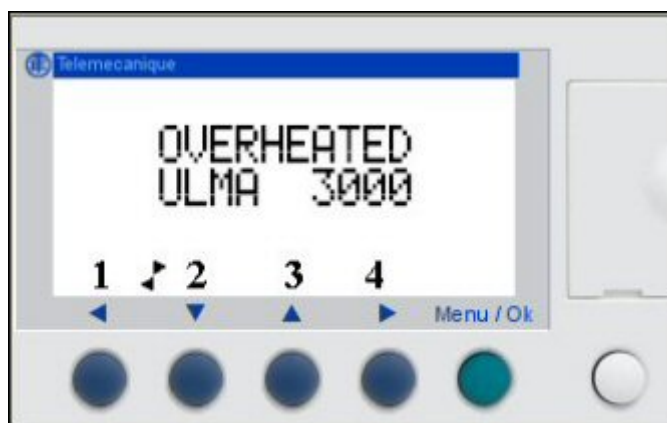 Telemecanique
OVERHEATED
ULMA 3000
1 2 3 4
Menu / Ok